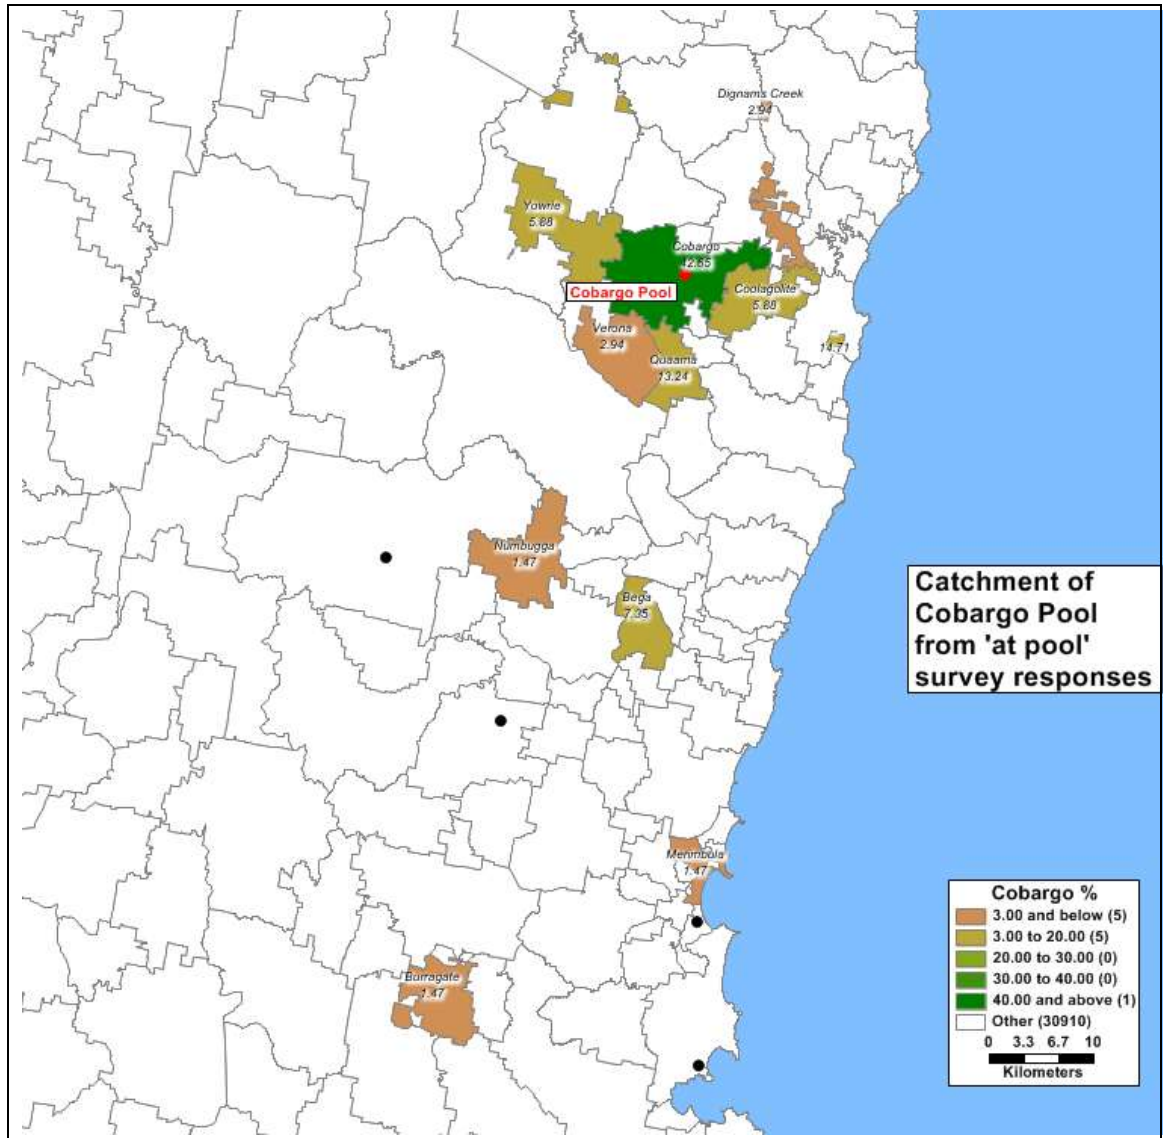 Dignams Creek
2.94
Yowrie
5.88
Cobargo
42.65
Cobargo Pool
Coolagolite
5.88
Verona
2.94
Quaama
13.24
14.71
Numbugga
1.47
Bega
7.35
Catchment of
Cobargo Pool
from 'at pool'
survey responses
Merimbula
1.47
Burragate
1.47
Cobargo %
3.00 and below (5)
3.00 to 20.00 (5)
20.00 to 30.00 (0)
30.00 to 40.00 (0)
40.00 and above (1)
Other (30910)
0 3.3 6.7 10
Kilometers